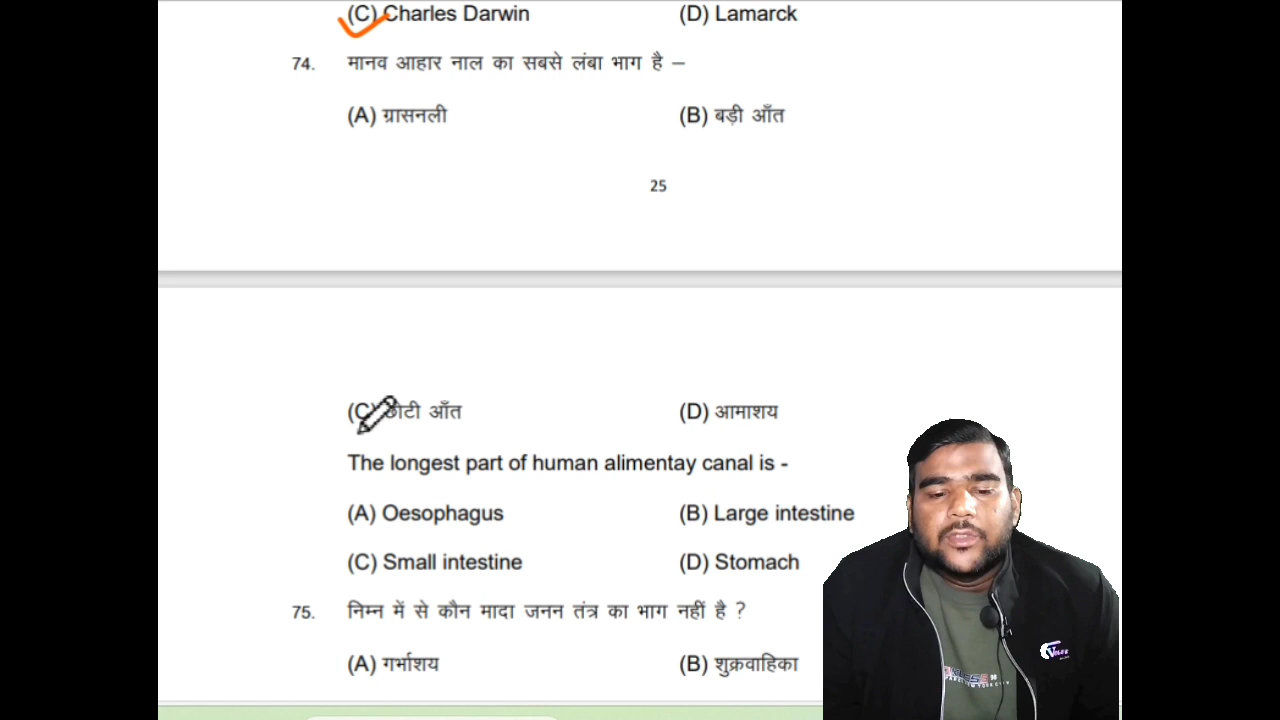 (C) Charles Darwin (D) Lamarck
74. मानव आहार नाल का सबसे लंबा भाग है –
(A) ग्रासनली (B) बड़ी आँत
25
(C) छोटी आँत (D) आमाशय
The longest part of human alimentay canal is -
(A) Oesophagus (B) Large intestine
(C) Small intestine (D) Stomach
75. निम्न में से कौन मादा जनन तंत्र का भाग नहीं है ?
(A) गर्भाशय (B) शुक्रवाहिका